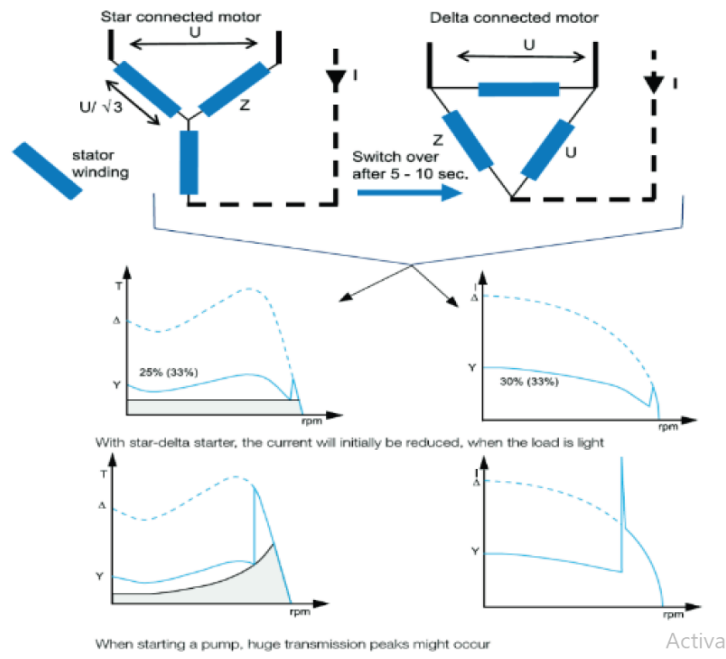 Star connected motor
Delta connected motor
U
U
I
I
U/ √3
Z
Z
U
stator
winding
Switch over
after 5 - 10 sec.
T
Δ
Y
25% (33%)
rpm
I
Δ
Y
30% (33%)
rpm
With star-delta starter, the current will initially be reduced, when the load is light
T
Δ
Y
rpm
I
Δ
Y
rpm
When starting a pump, huge transmission peaks might occur
Activa